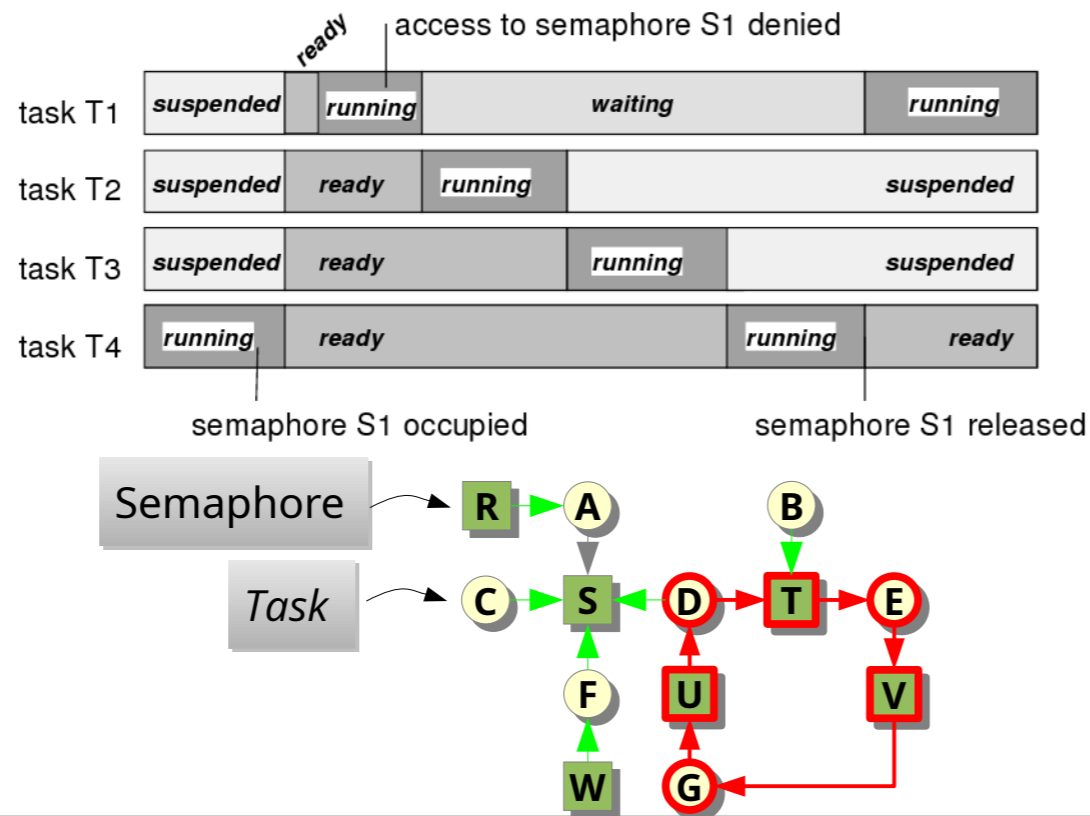 ready
access to semaphore S1 denied
task T1 suspended running waiting running
task T2 suspended ready running suspended
task T3 suspended ready running suspended
task T4 running ready running ready
semaphore S1 occupied semaphore S1 released
Semaphore R A B
Task C S D T E
F U V
W G